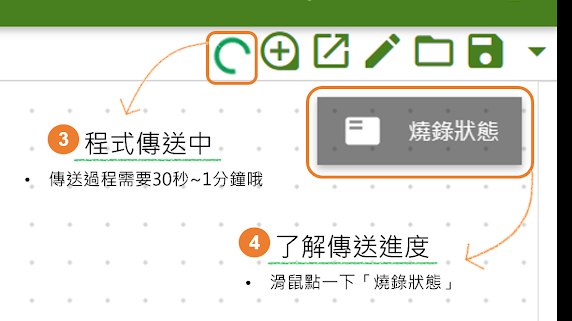 燒錄狀態
3 程式傳送中
• 傳送過程需要30秒~1分鐘哦
4 了解傳送進度
• 滑鼠點一下「燒錄狀態」